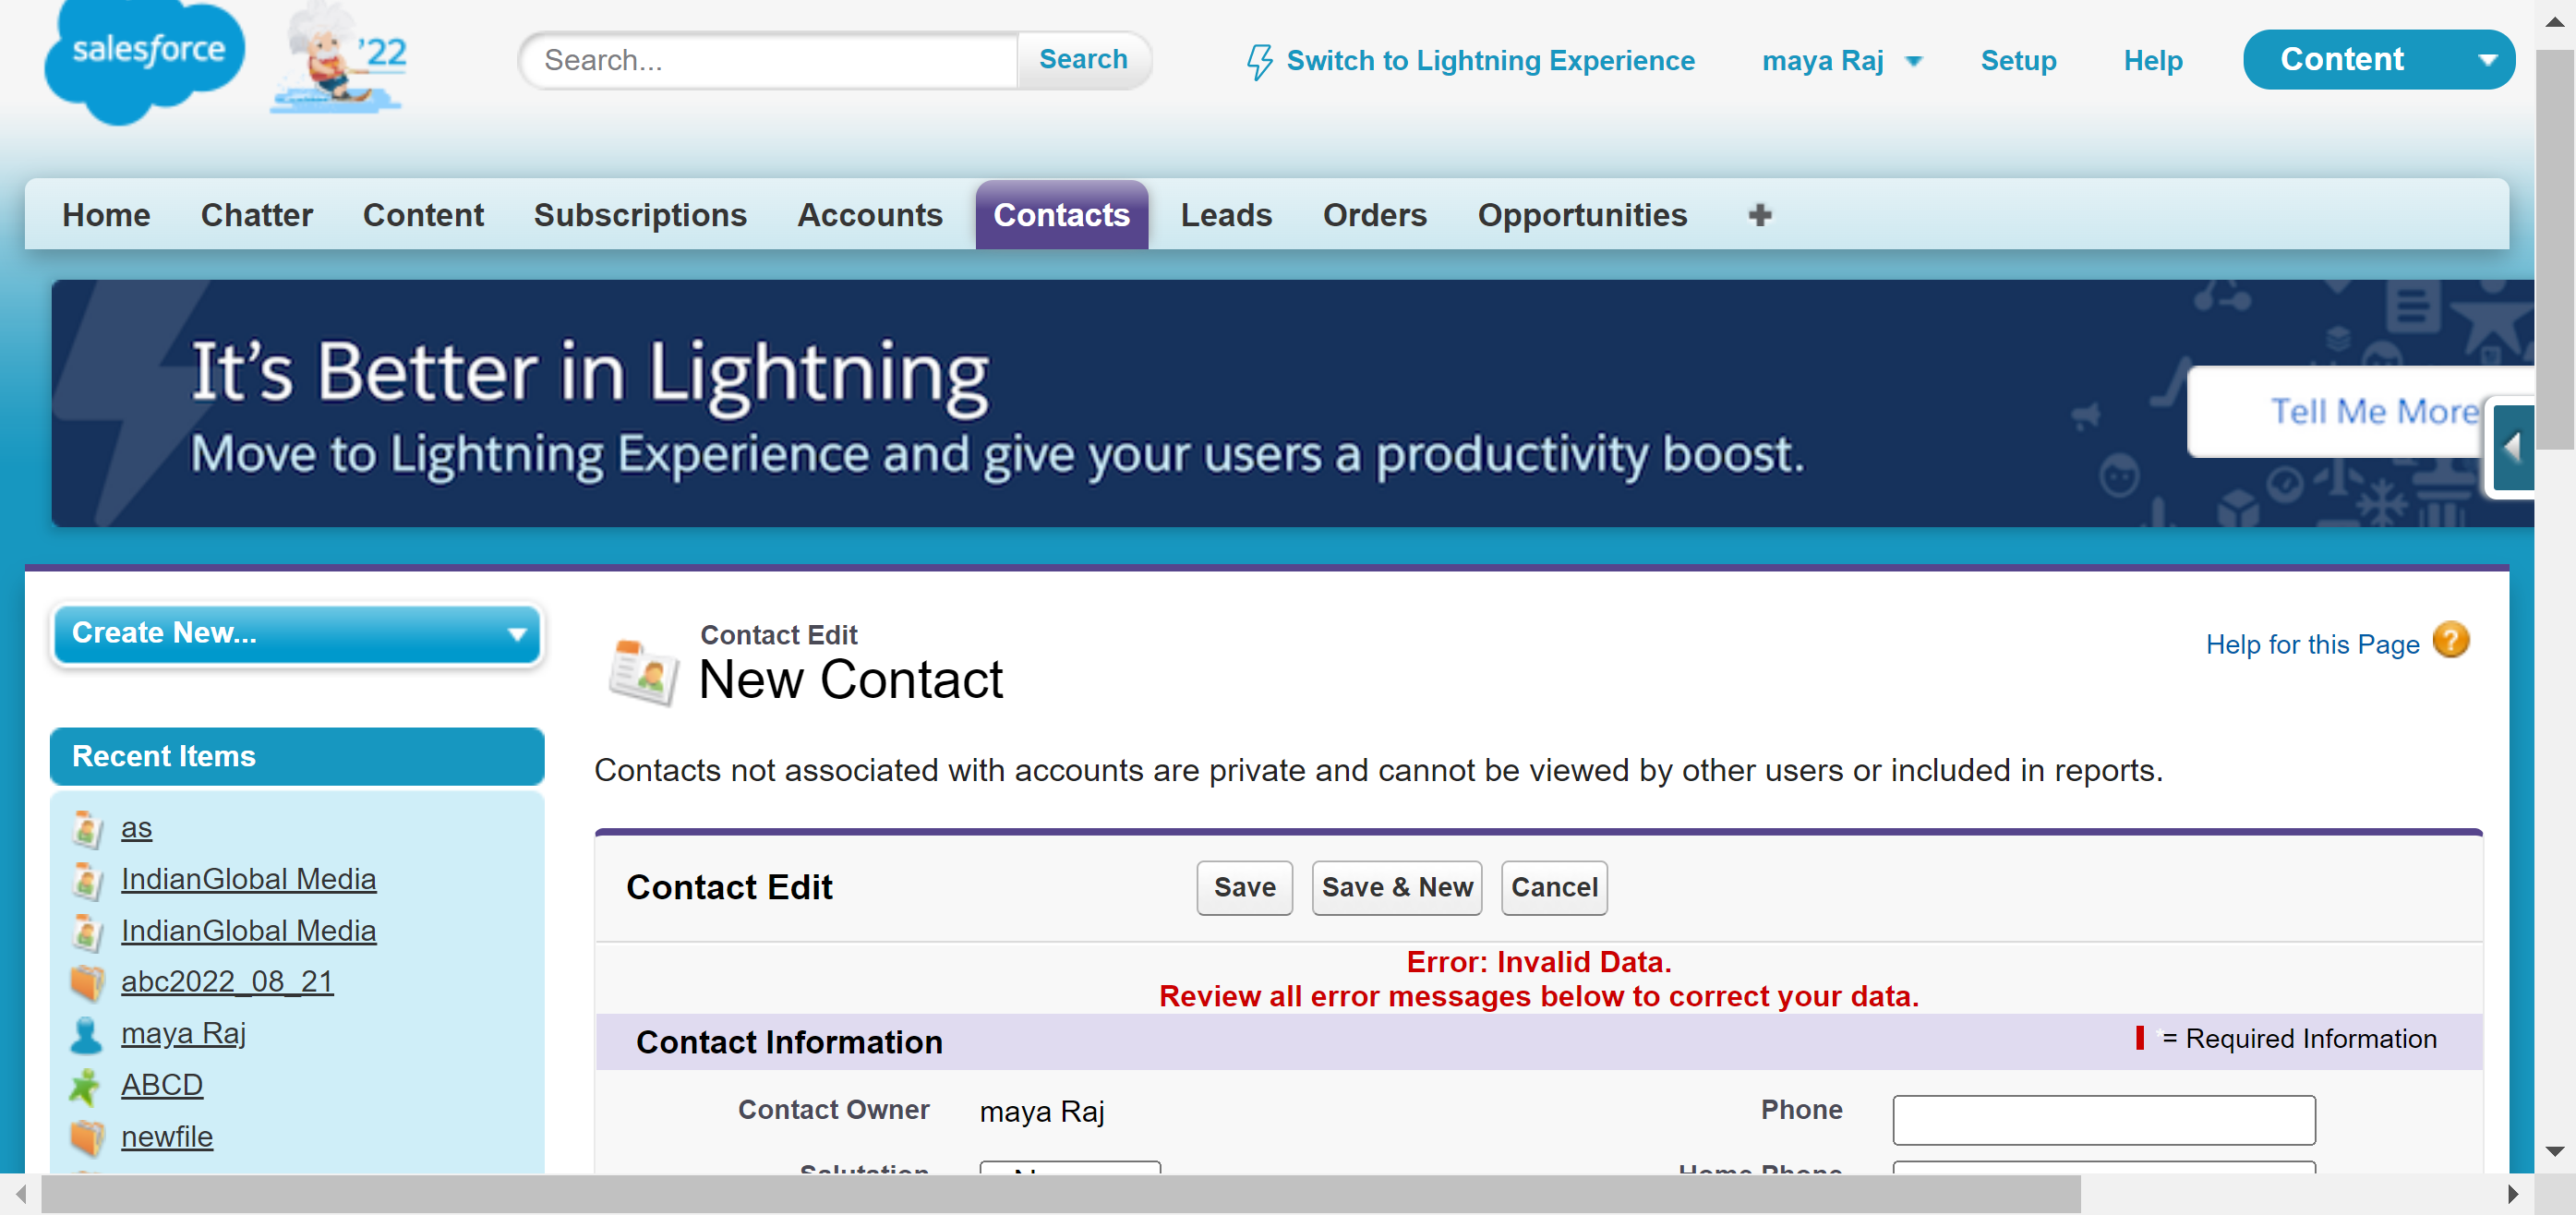 salesforce
'22
Search...
Search
Switch to Lightning Experience
maya Raj
Setup
Help
Content
Home
Chatter
Content
Subscriptions
Accounts
Contacts
Leads
Orders
Opportunities
It's Better in Lightning
Move to Lightning Experience and give your users a productivity boost.
Tell Me More
Create New...
Contact Edit
New Contact
Help for this Page
Recent Items
as
IndianGlobal Media
IndianGlobal Media
abc2022_08_21
maya Raj
ABCD
newfile
Contacts not associated with accounts are private and cannot be viewed by other users or included in reports.
Contact Edit
Save
Save & New
Cancel
Error: Invalid Data.
Review all error messages below to correct your data.
Contact Information
= Required Information
Contact Owner
maya Raj
Phone
Salutation
Home Phone